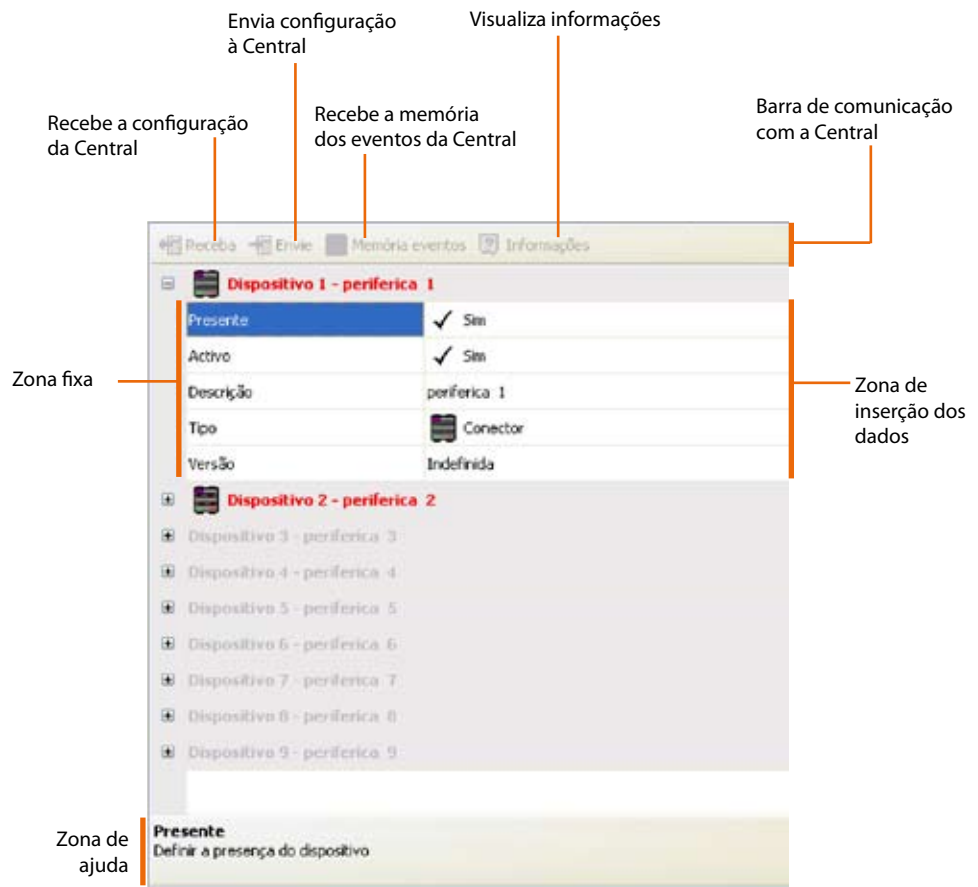 Envia configuração
à Central
Visualiza informações
Recebe a configuração
da Central
Recebe a memória
dos eventos da Central
Barra de comunicação
com a Central
Receba Envie Memória eventos Informações
Dispositivo 1 - periferica 1
Presente Sim
Activo Sim
Descrição periferica 1
Tipo Conector
Versão Indefinida
Zona fixa
Zona de
inserção dos
dados
Dispositivo 2 - periferica 2
Dispositivo 3 - periferica 3
Dispositivo 4 - periferica 4
Dispositivo 5 - periferica 5
Dispositivo 6 - periferica 6
Dispositivo 7 - periferica 7
Dispositivo 8 - periferica 8
Dispositivo 9 - periferica 9
Zona de
ajuda
Presente
Definir a presença do dispositivo